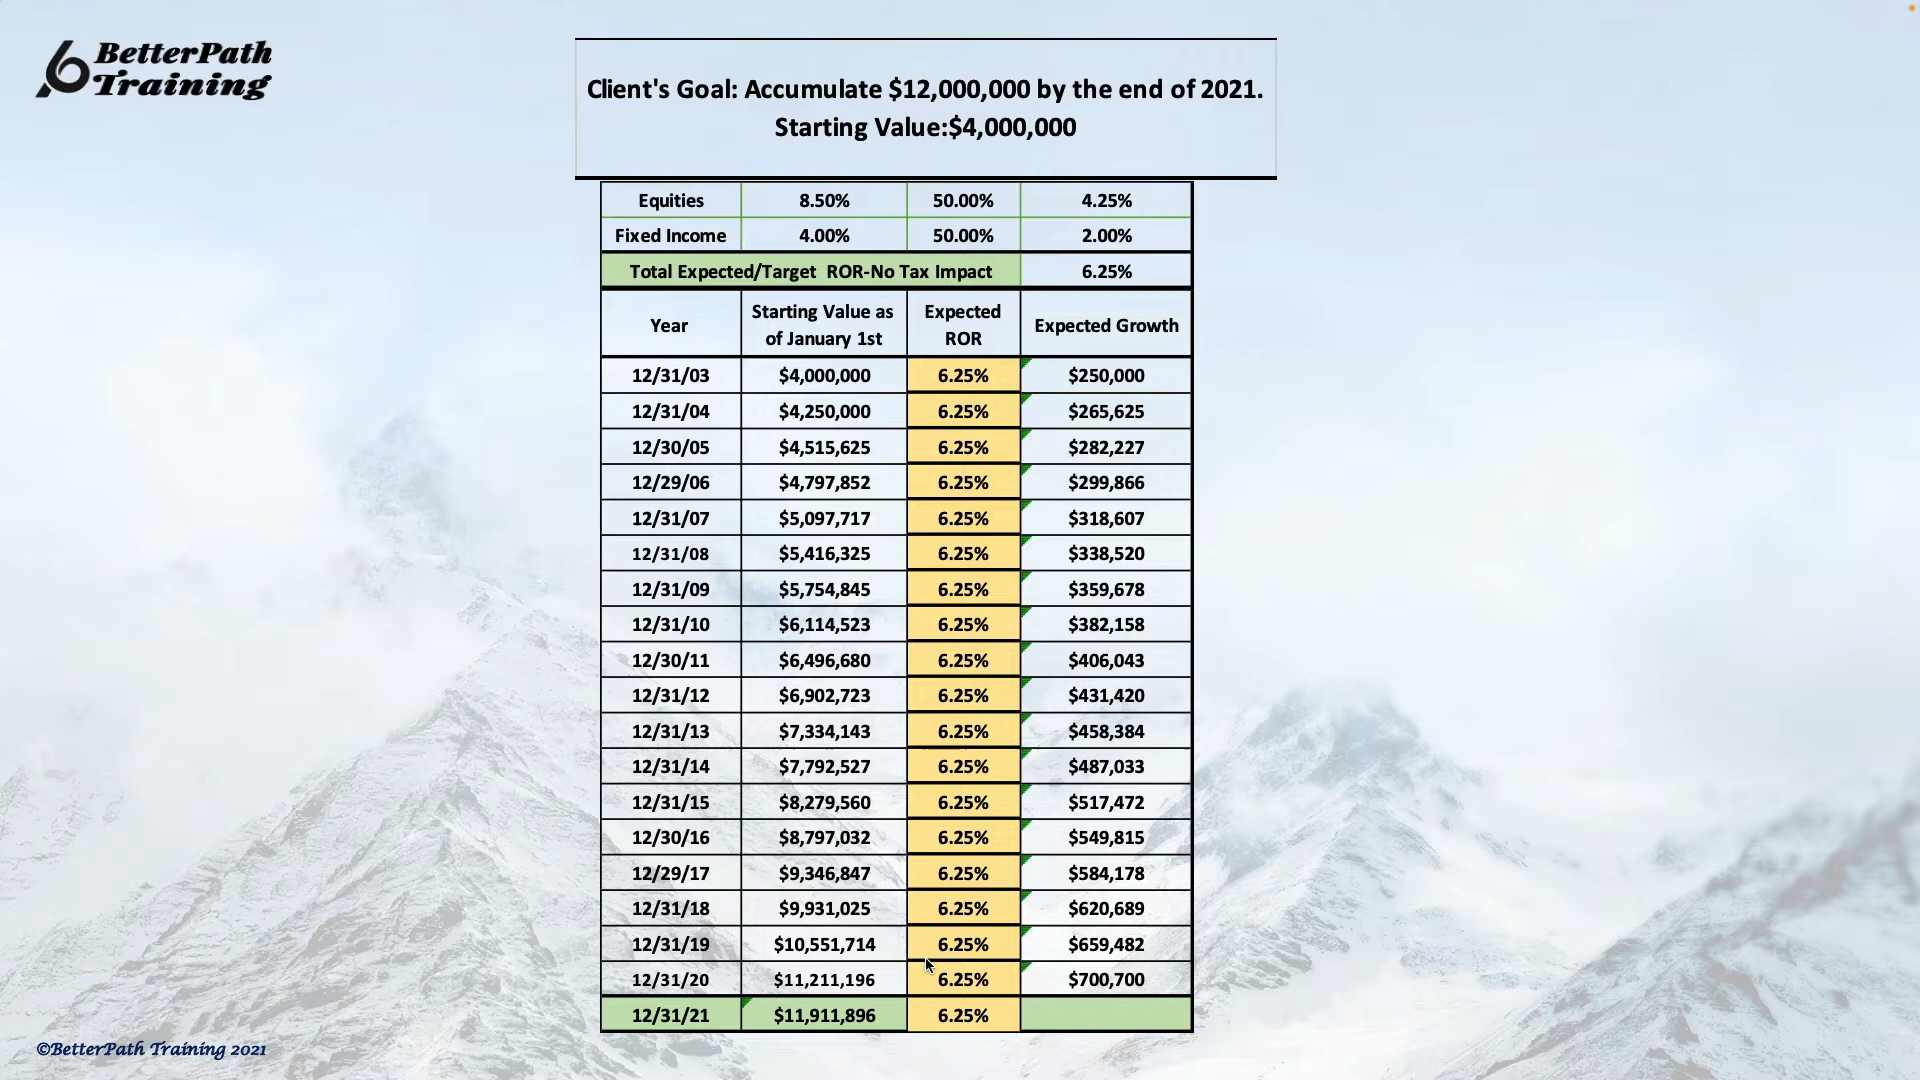 BetterPath
Training
Client's Goal: Accumulate $12,000,000 by the end of 2021.
Starting Value:$4,000,000
Equities 8.50% 50.00% 4.25%
Fixed Income 4.00% 50.00% 2.00%
Total Expected/Target ROR-No Tax Impact 6.25%
Year Starting Value as of January 1st Expected ROR Expected Growth
12/31/03 $4,000,000 6.25% $250,000
12/31/04 $4,250,000 6.25% $265,625
12/30/05 $4,515,625 6.25% $282,227
12/29/06 $4,797,852 6.25% $299,866
12/31/07 $5,097,717 6.25% $318,607
12/31/08 $5,416,325 6.25% $338,520
12/31/09 $5,754,845 6.25% $359,678
12/31/10 $6,114,523 6.25% $382,158
12/30/11 $6,496,680 6.25% $406,043
12/31/12 $6,902,723 6.25% $431,420
12/31/13 $7,334,143 6.25% $458,384
12/31/14 $7,792,527 6.25% $487,033
12/31/15 $8,279,560 6.25% $517,472
12/30/16 $8,797,032 6.25% $549,815
12/29/17 $9,346,847 6.25% $584,178
12/31/18 $9,931,025 6.25% $620,689
12/31/19 $10,551,714 6.25% $659,482
12/31/20 $11,211,196 6.25% $700,700
12/31/21 $11,911,896 6.25%
©BetterPath Training 2021